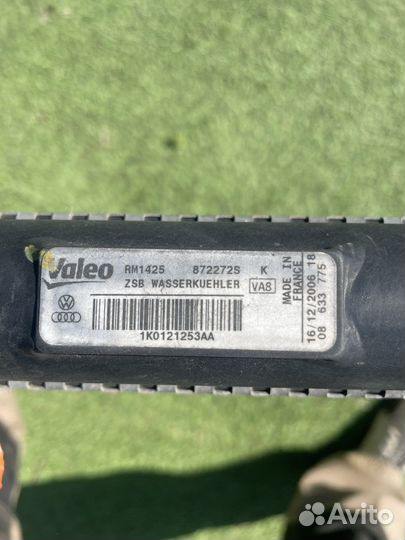 Valeo RM1425 872272S K
ZSB WASSERKUEHLER VA8
1K0121253AA
MADE IN
FRANCE
16/12/2006 18
08 633 775
Avito